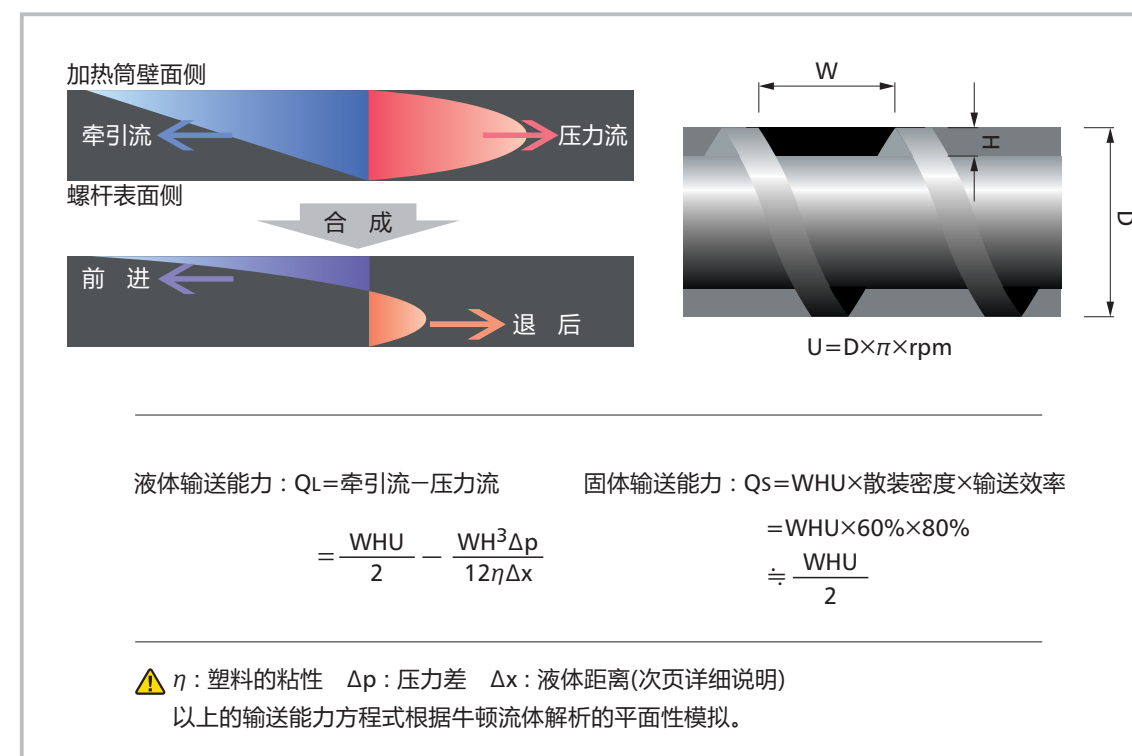 加热筒壁面侧
牵引流
压力流
螺杆表面侧
合 成
前 进
退 后
W
H
D
U=D×π×rpm
液体输送能力：QL=牵引流－压力流
=WHU/2 － WH³Δp/12ηΔx
固体输送能力：QS=WHU×散装密度×输送效率
=WHU×60%×80%
≒WHU/2
η：塑料的粘性 Δp：压力差 Δx：液体距离(次页详细说明)
以上的输送能力方程式根据牛顿流体解析的平面性模拟。